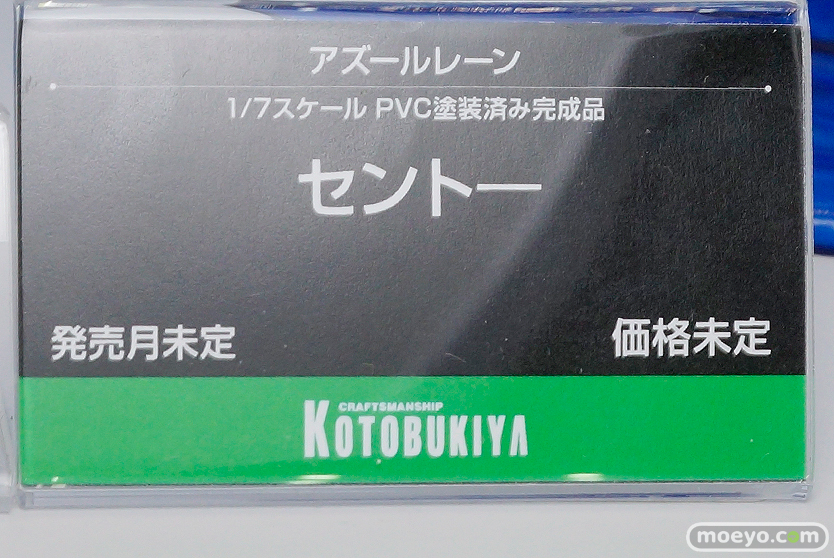 アズールレーン
1/7スケール PVC塗装済み完成品
セントー
発売月未定
価格未定
CRAFTSMANSHIP
KOTOBUKIYA
moeyo.com